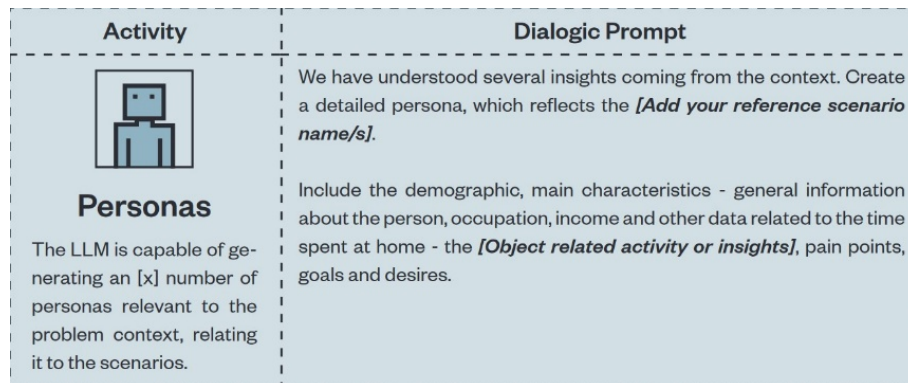 Activity
Dialogic Prompt
Personas
The LLM is capable of ge-
nerating an [x] number of
personas relevant to the
problem context, relating
it to the scenarios.
We have understood several insights coming from the context. Create
a detailed persona, which reflects the [Add your reference scenario
name/s].
Include the demographic, main characteristics - general information
about the person, occupation, income and other data related to the time
spent at home - the [Object related activity or insights], pain points,
goals and desires.